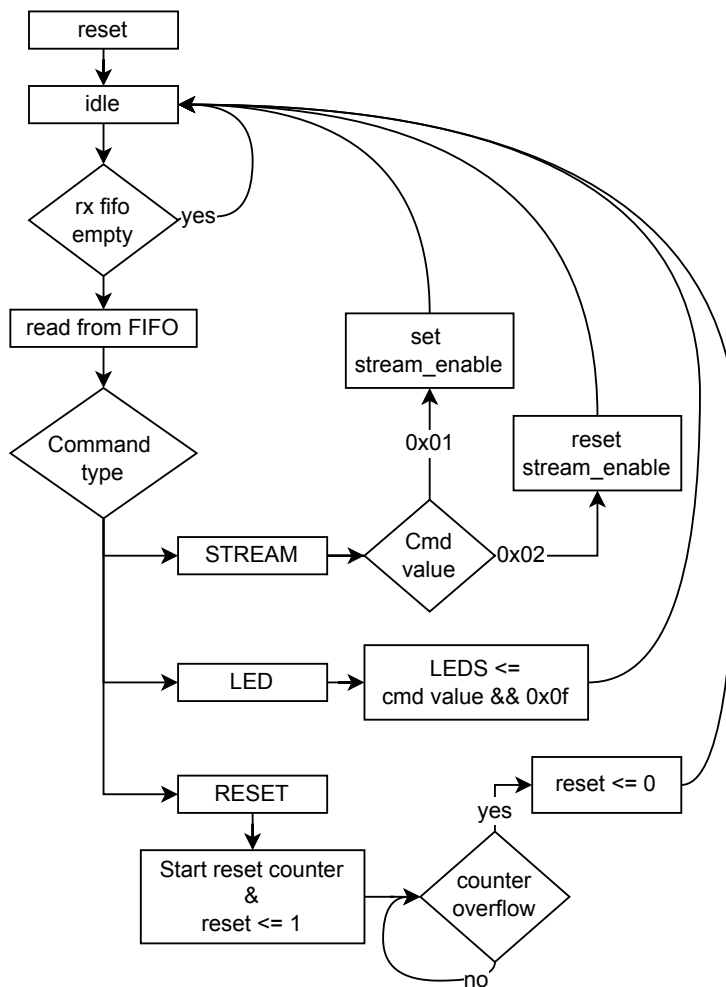 reset
idle
rx fifo
empty
yes
read from FIFO
set
stream_enable
Command
type
0x01
reset
stream_enable
STREAM
Cmd
value
0x02
LED
LEDS <=
cmd value && 0x0f
RESET
reset <= 0
yes
Start reset counter
&
reset <= 1
counter
overflow
no